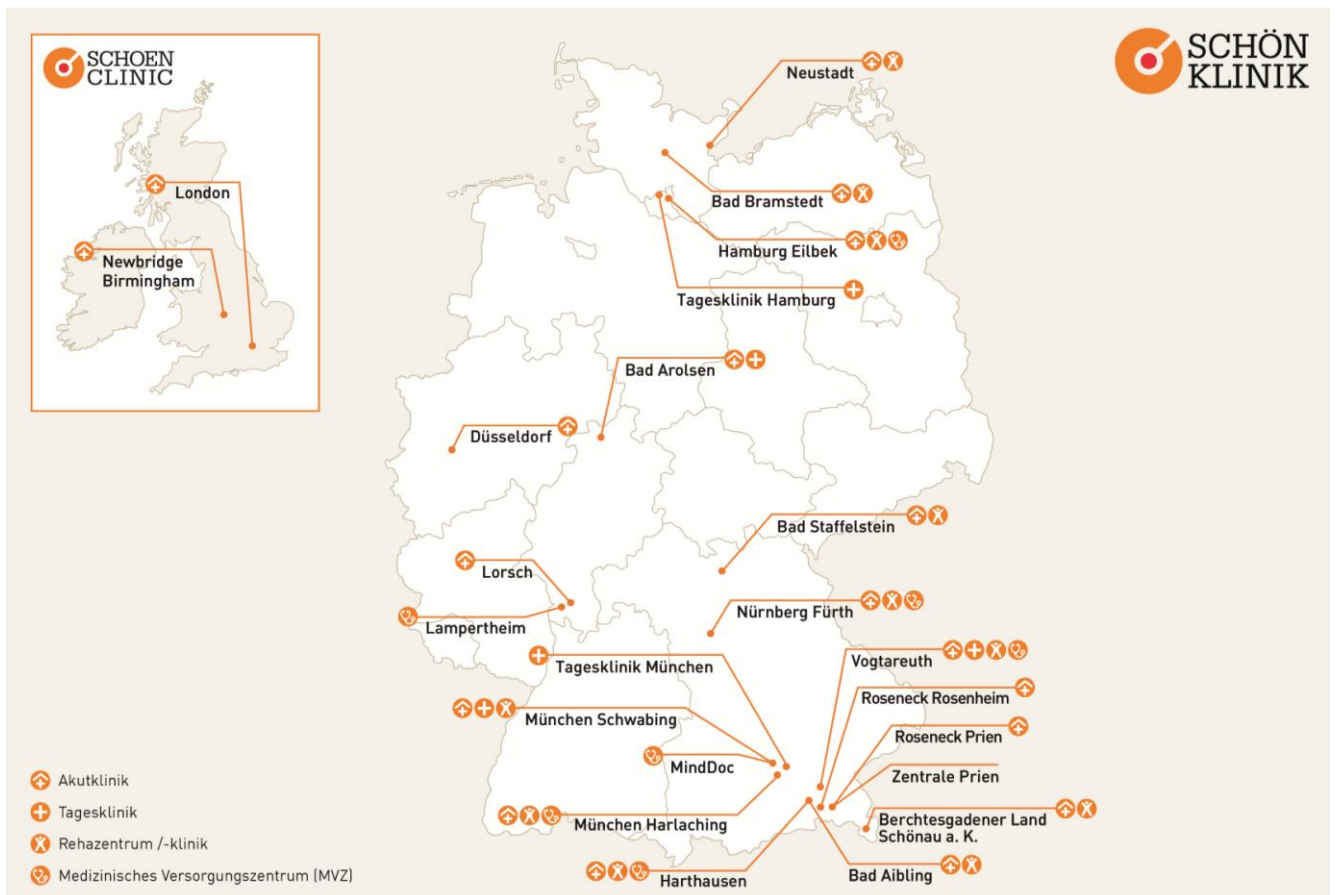 SCHOEN
CLINIC
London
Newbridge
Birmingham
SCHÖN
KLINIK
Neustadt
Bad Bramstedt
Hamburg Eilbek
Tagesklinik Hamburg
Bad Arolsen
Düsseldorf
Bad Staffelstein
Lorsch
Nürnberg Fürth
Lampertheim
Vogtareuth
Tagesklinik München
Roseneck Rosenheim
München Schwabing
Roseneck Prien
MindDoc
Zentrale Prien
München Harlaching
Berchtesgadener Land
Schönau a. K.
Harthausen
Bad Aibling
Akutklinik
Tagesklinik
Rehazentrum /-klinik
Medizinisches Versorgungszentrum (MVZ)